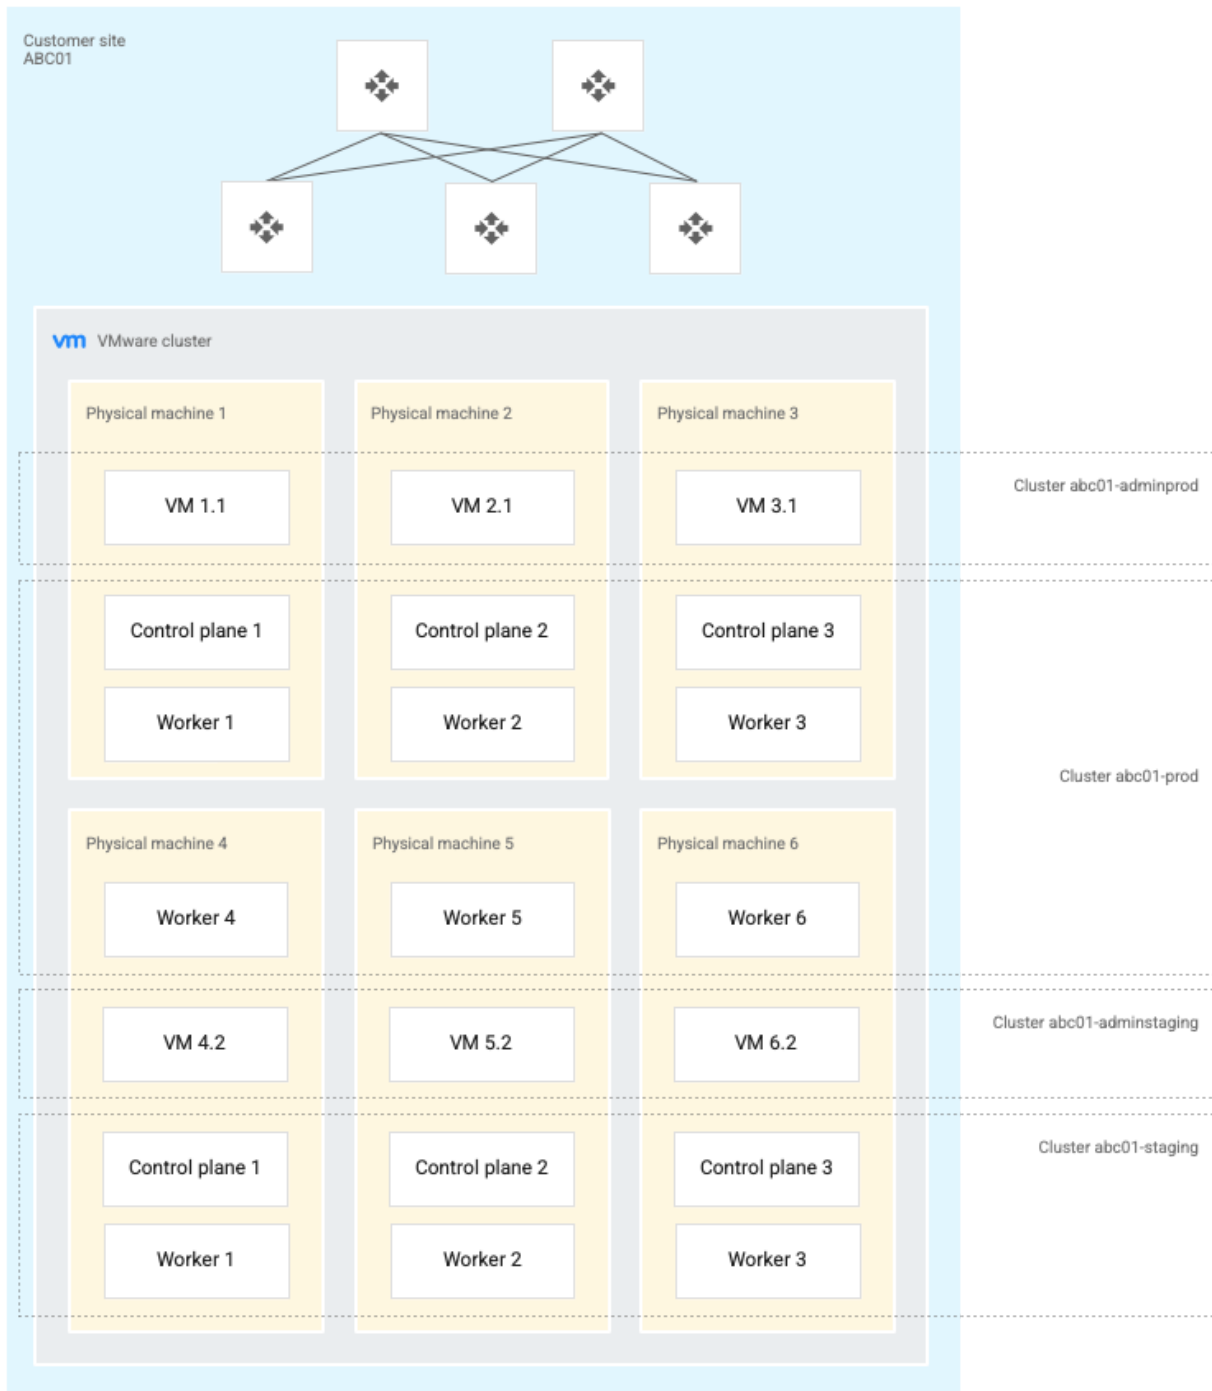 Customer site
ABC01
vm VMware cluster
Physical machine 1
Physical machine 2
Physical machine 3
Cluster abc01-adminprod
VM 1.1
VM 2.1
VM 3.1
Control plane 1
Control plane 2
Control plane 3
Worker 1
Worker 2
Worker 3
Cluster abc01-prod
Physical machine 4
Physical machine 5
Physical machine 6
Worker 4
Worker 5
Worker 6
Cluster abc01-adminstaging
VM 4.2
VM 5.2
VM 6.2
Cluster abc01-staging
Control plane 1
Control plane 2
Control plane 3
Worker 1
Worker 2
Worker 3